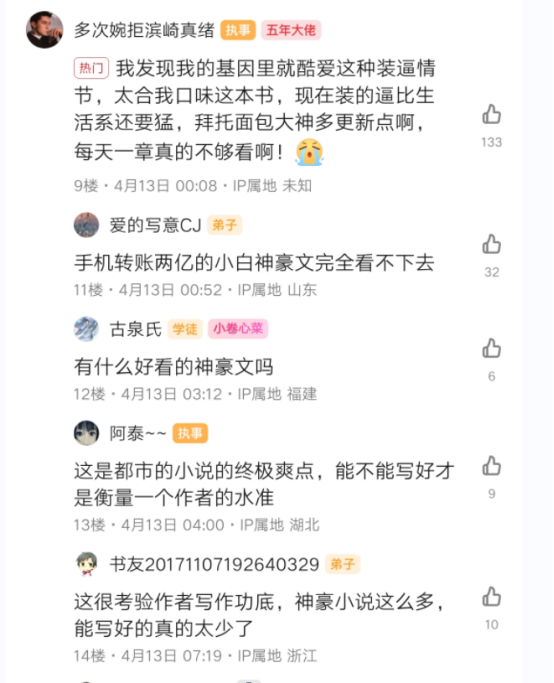 多次婉拒滨崎真绪 执事 五年大佬
热门 我发现我的基因里就酷爱这种装逼情
节，太合我口味这本书，现在装的逼比生
活系还要猛，拜托面包大神多更新点啊，
每天一章真的不够看啊！😭
133
9楼・4月13日 00:08・IP属地 未知
爱的写意CJ 弟子
手机转账两亿的小白神豪文完全看不下去
32
11楼・4月13日 00:52・IP属地 山东
古泉氏 学徒 小卷心菜
有什么好看的神豪文吗
6
12楼・4月13日 03:12・IP属地 福建
阿泰~~ 执事
这是都市的小说的终极爽点，能不能写好才
是衡量一个作者的水准
9
13楼・4月13日 04:00・IP属地 湖北
书友20171107192640329 弟子
这很考验作者写作功底，神豪小说这么多，
能写好的真的太少了
10
14楼・4月13日 07:19・IP属地 浙江